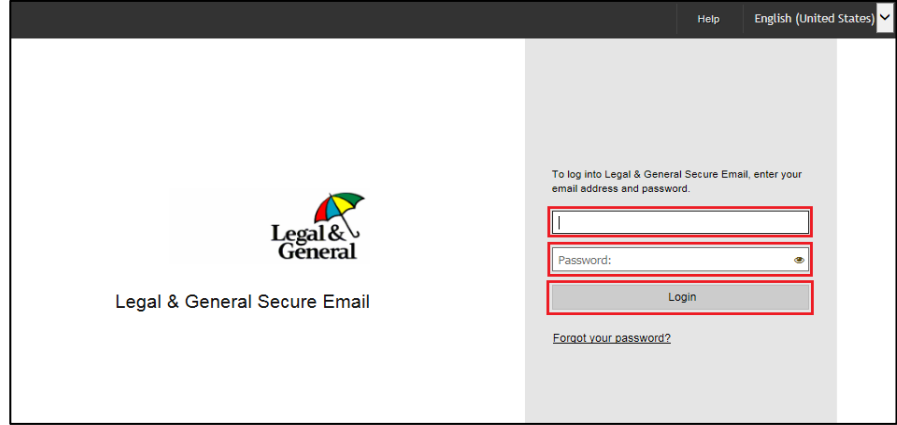 Help English (United States)
To log into Legal & General Secure Email, enter your
email address and password.
Legal &
General
Password:
Legal & General Secure Email
Login
Forgot your password?